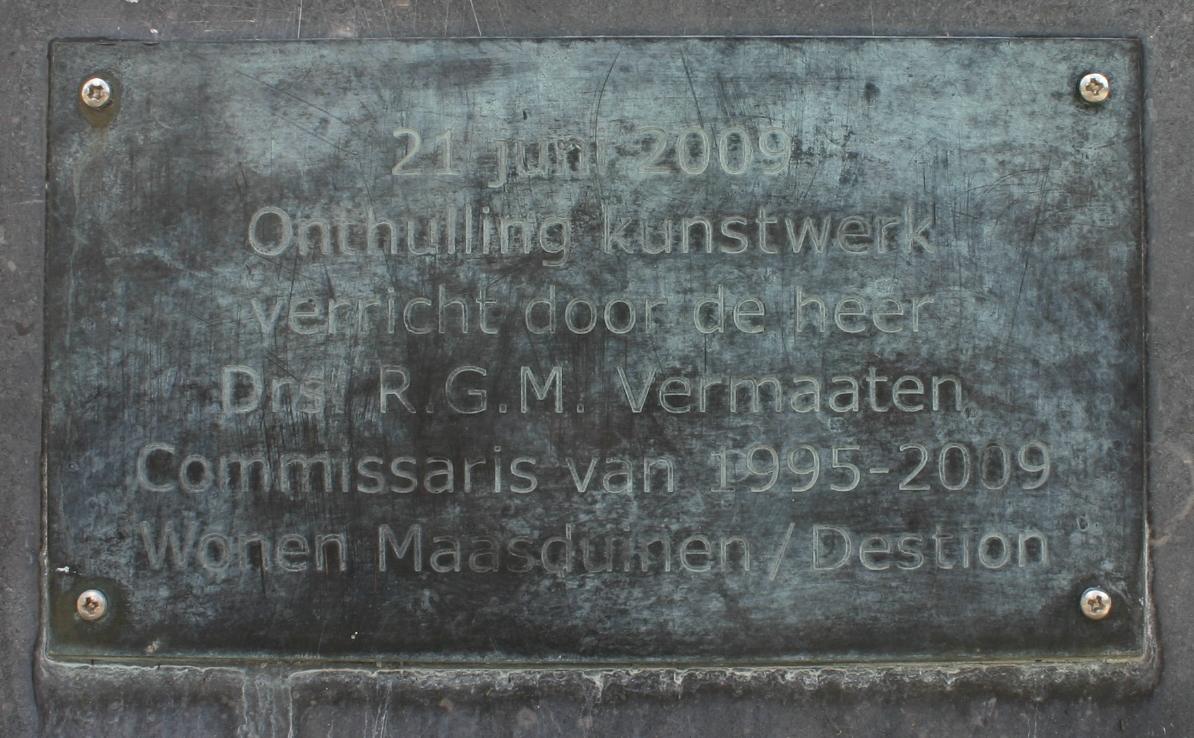 21 juni 2009
Onthulling kunstwerk
verricht door de heer
Drs. R.G.M. Vermaaten
Commissaris van 1995-2009
Wonen Maasduinen / Destion